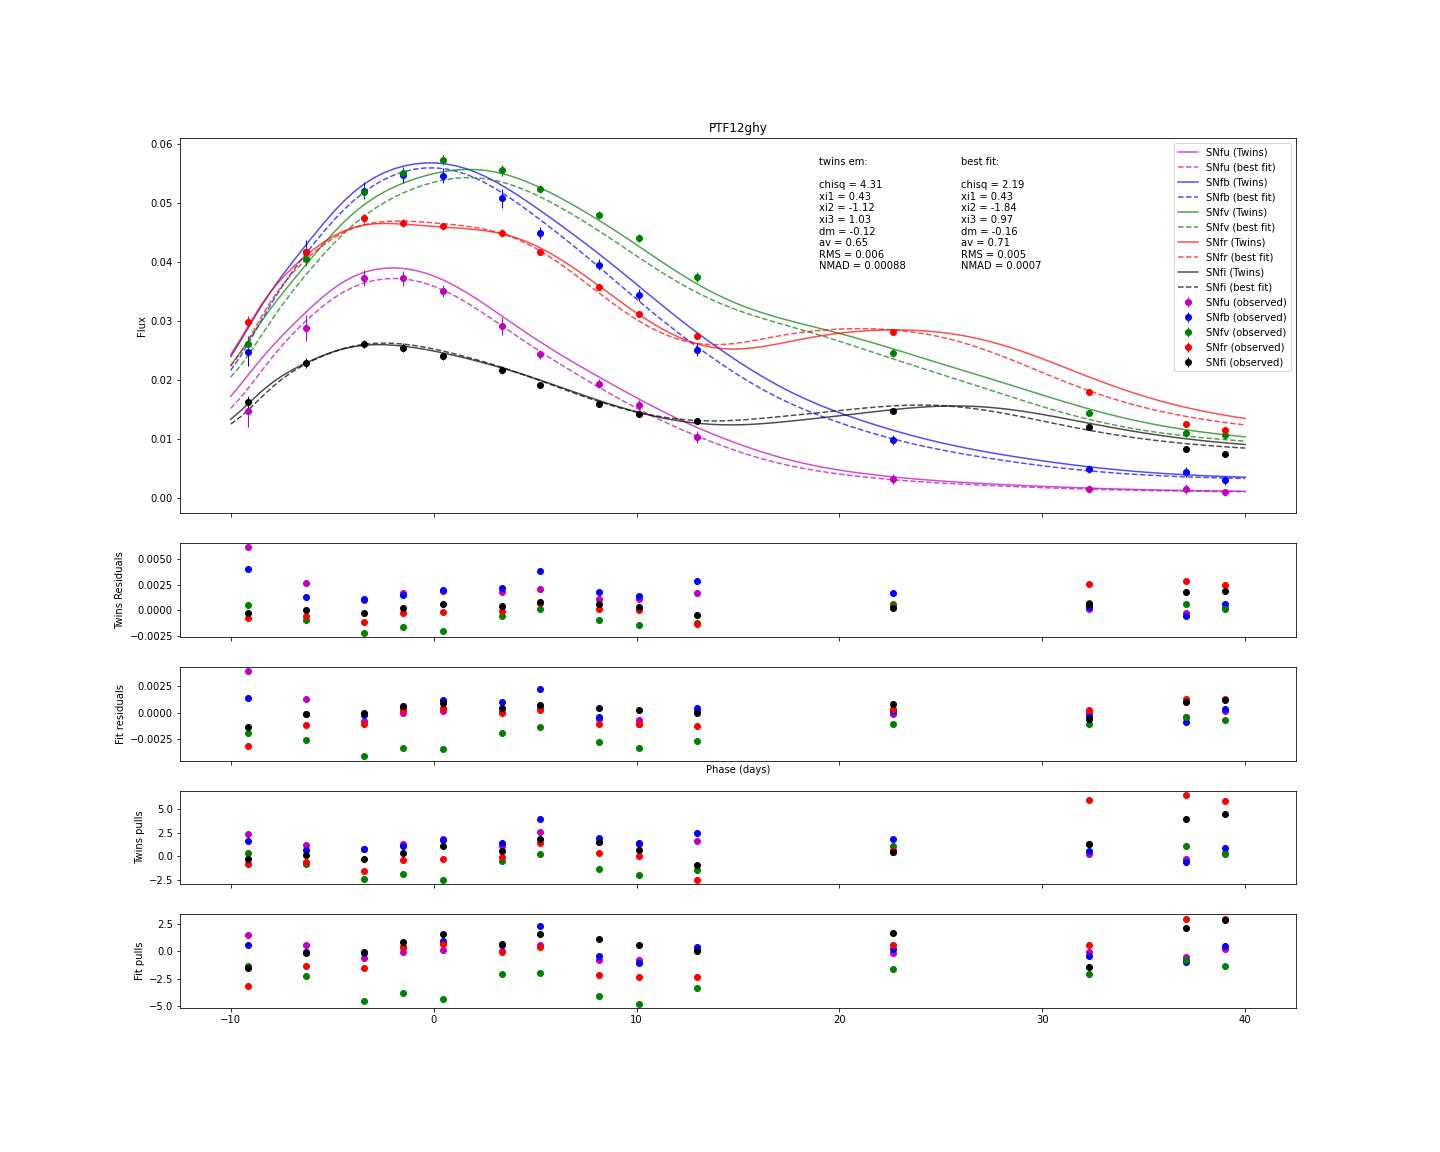 PTF12ghy
0.06
0.05
0.04
0.03
0.02
0.01
0.00
Flux
twins em:
chisq = 4.31
xi1 = 0.43
xi2 = -1.12
xi3 = 1.03
dm = -0.12
av = 0.65
RMS = 0.006
NMAD = 0.00088
best fit:
chisq = 2.19
xi1 = 0.43
xi2 = -1.84
xi3 = 0.97
dm = -0.16
av = 0.71
RMS = 0.005
NMAD = 0.0007
SNfu (Twins)
SNfu (best fit)
SNfb (Twins)
SNfb (best fit)
SNfv (Twins)
SNfv (best fit)
SNfr (Twins)
SNfr (best fit)
SNfi (Twins)
SNfi (best fit)
SNfu (observed)
SNfb (observed)
SNfv (observed)
SNfr (observed)
SNfi (observed)
Twins Residuals
0.0050
0.0025
0.0000
−0.0025
Fit residuals
0.0025
0.0000
−0.0025
Phase (days)
Twins pulls
5.0
2.5
0.0
−2.5
Fit pulls
2.5
0.0
−2.5
−5.0
−10
0
10
20
30
40